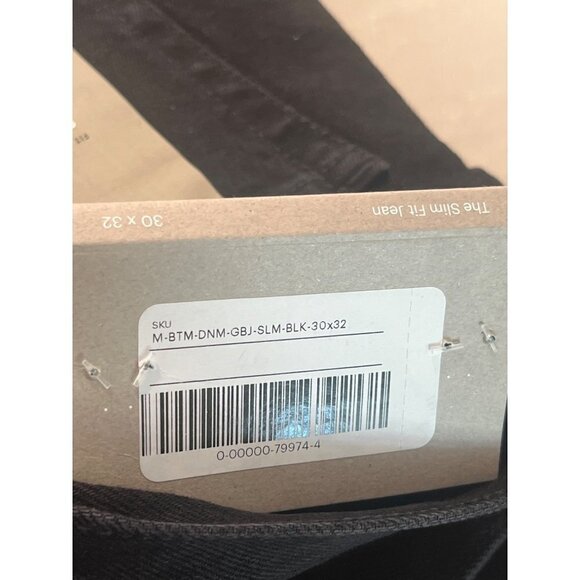 30 x 32
The Slim Fit Jean
SKU
M-BTM-DNM-GBJ-SLM-BLK-30x32
0-00000-79974-4